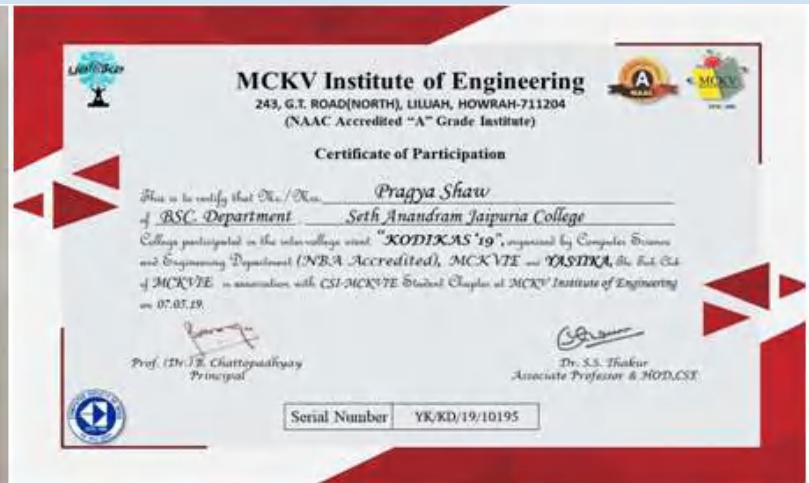 MCKV Institute of Engineering
243, G.T. ROAD(NORTH), LILUAH, HOWRAH-711204
(NAAC Accredited "A" Grade Institute)
A
NAAC
MCKV
Certificate of Participation
This is to certify that Mr./Mrs. Pragya Shaw
of BSC. Department Seth Anandram Jaipuria College
College participated in the inter college event "KODIKAS'19", organised by Computer Science
and Engineering Department (NBA Accredited), MCKVIE and YASTIKA, the Tech Club
of MCKVIE in association with CSI-MCKVIE Student Chapter at MCKV Institute of Engineering
on 07.05.19.
Prof. (Dr.) B. Chattopadhyay
Principal
Dr. S.S. Thakur
Associate Professor & HOD,CSE
Serial Number YK/KD/19/10195